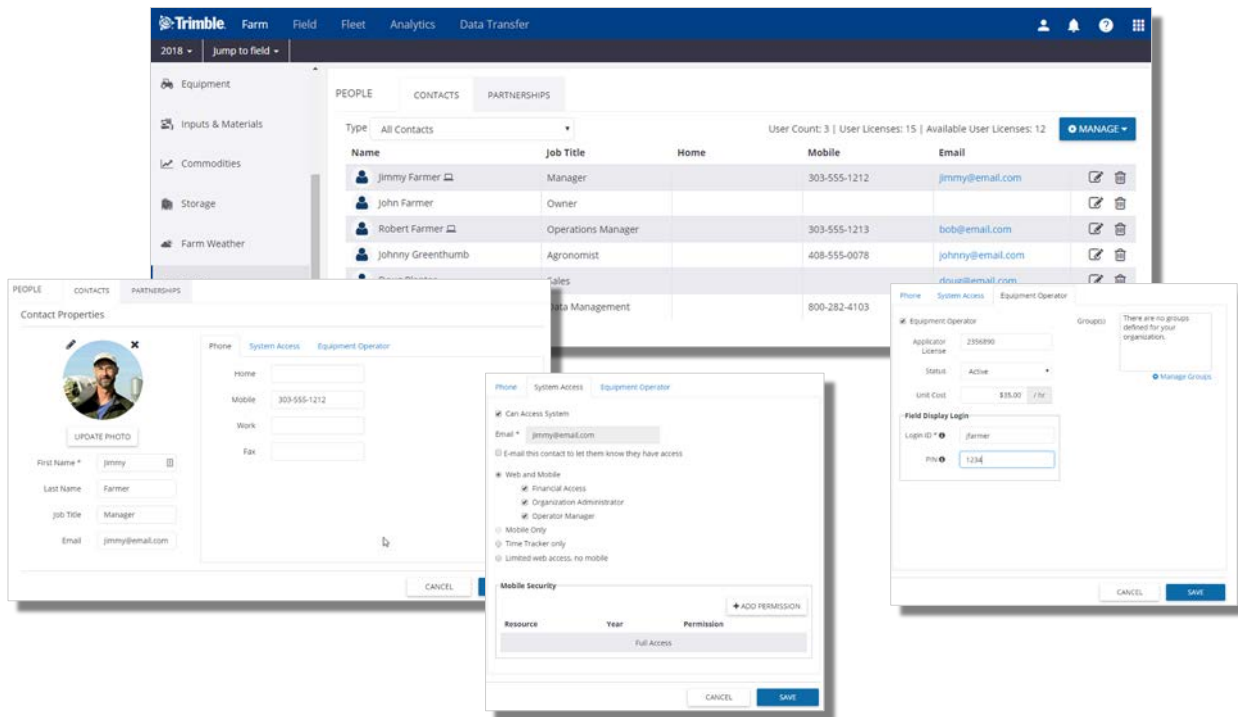 Trimble. Farm Field Fleet Analytics Data Transfer
2018 Jump to field
Equipment
Inputs & Materials
Commodities
Storage
Farm Weather
PEOPLE CONTACTS PARTNERSHIPS
Type All Contacts User Count: 3 | User Licenses: 15 | Available User Licenses: 12 MANAGE
Name Job Title Home Mobile Email
Jimmy Farmer Manager 303-555-1212 jimmy@email.com
John Farmer Owner
Robert Farmer Operations Manager 303-555-1213 bob@email.com
Johnny Greenthumb Agronomist 408-555-0078 johnny@email.com
Sales doug@email.com
Data Management 800-282-4103
PEOPLE CONTACTS PARTNERSHIPS
Contact Properties
UPDATE PHOTO
First Name * Jimmy
Last Name Farmer
Job Title Manager
Email jimmy@email.com
Phone System Access Equipment Operator
Home
Mobile 303-555-1212
Work
Fax
CANCEL
Phone System Access Equipment Operator
Can Access System
Email * jimmy@email.com
E-mail this contact to let them know they have access
Web and Mobile
Financial Access
Organization Administrator
Operator Manager
Mobile Only
Time Tracker only
Limited web access, no mobile
Mobile Security
ADD PERMISSION
Resource Year Permission
Full Access
CANCEL SAVE
Phone System Access Equipment Operator
Equipment Operator
Applicator
License 2356890
Status Active
Unit Cost $35.00 / hr
Field Display Login
Login ID * jfarmer
PIN 1234
Group(s)
There are no groups
defined for your
organization.
Manage Groups
CANCEL SAVE